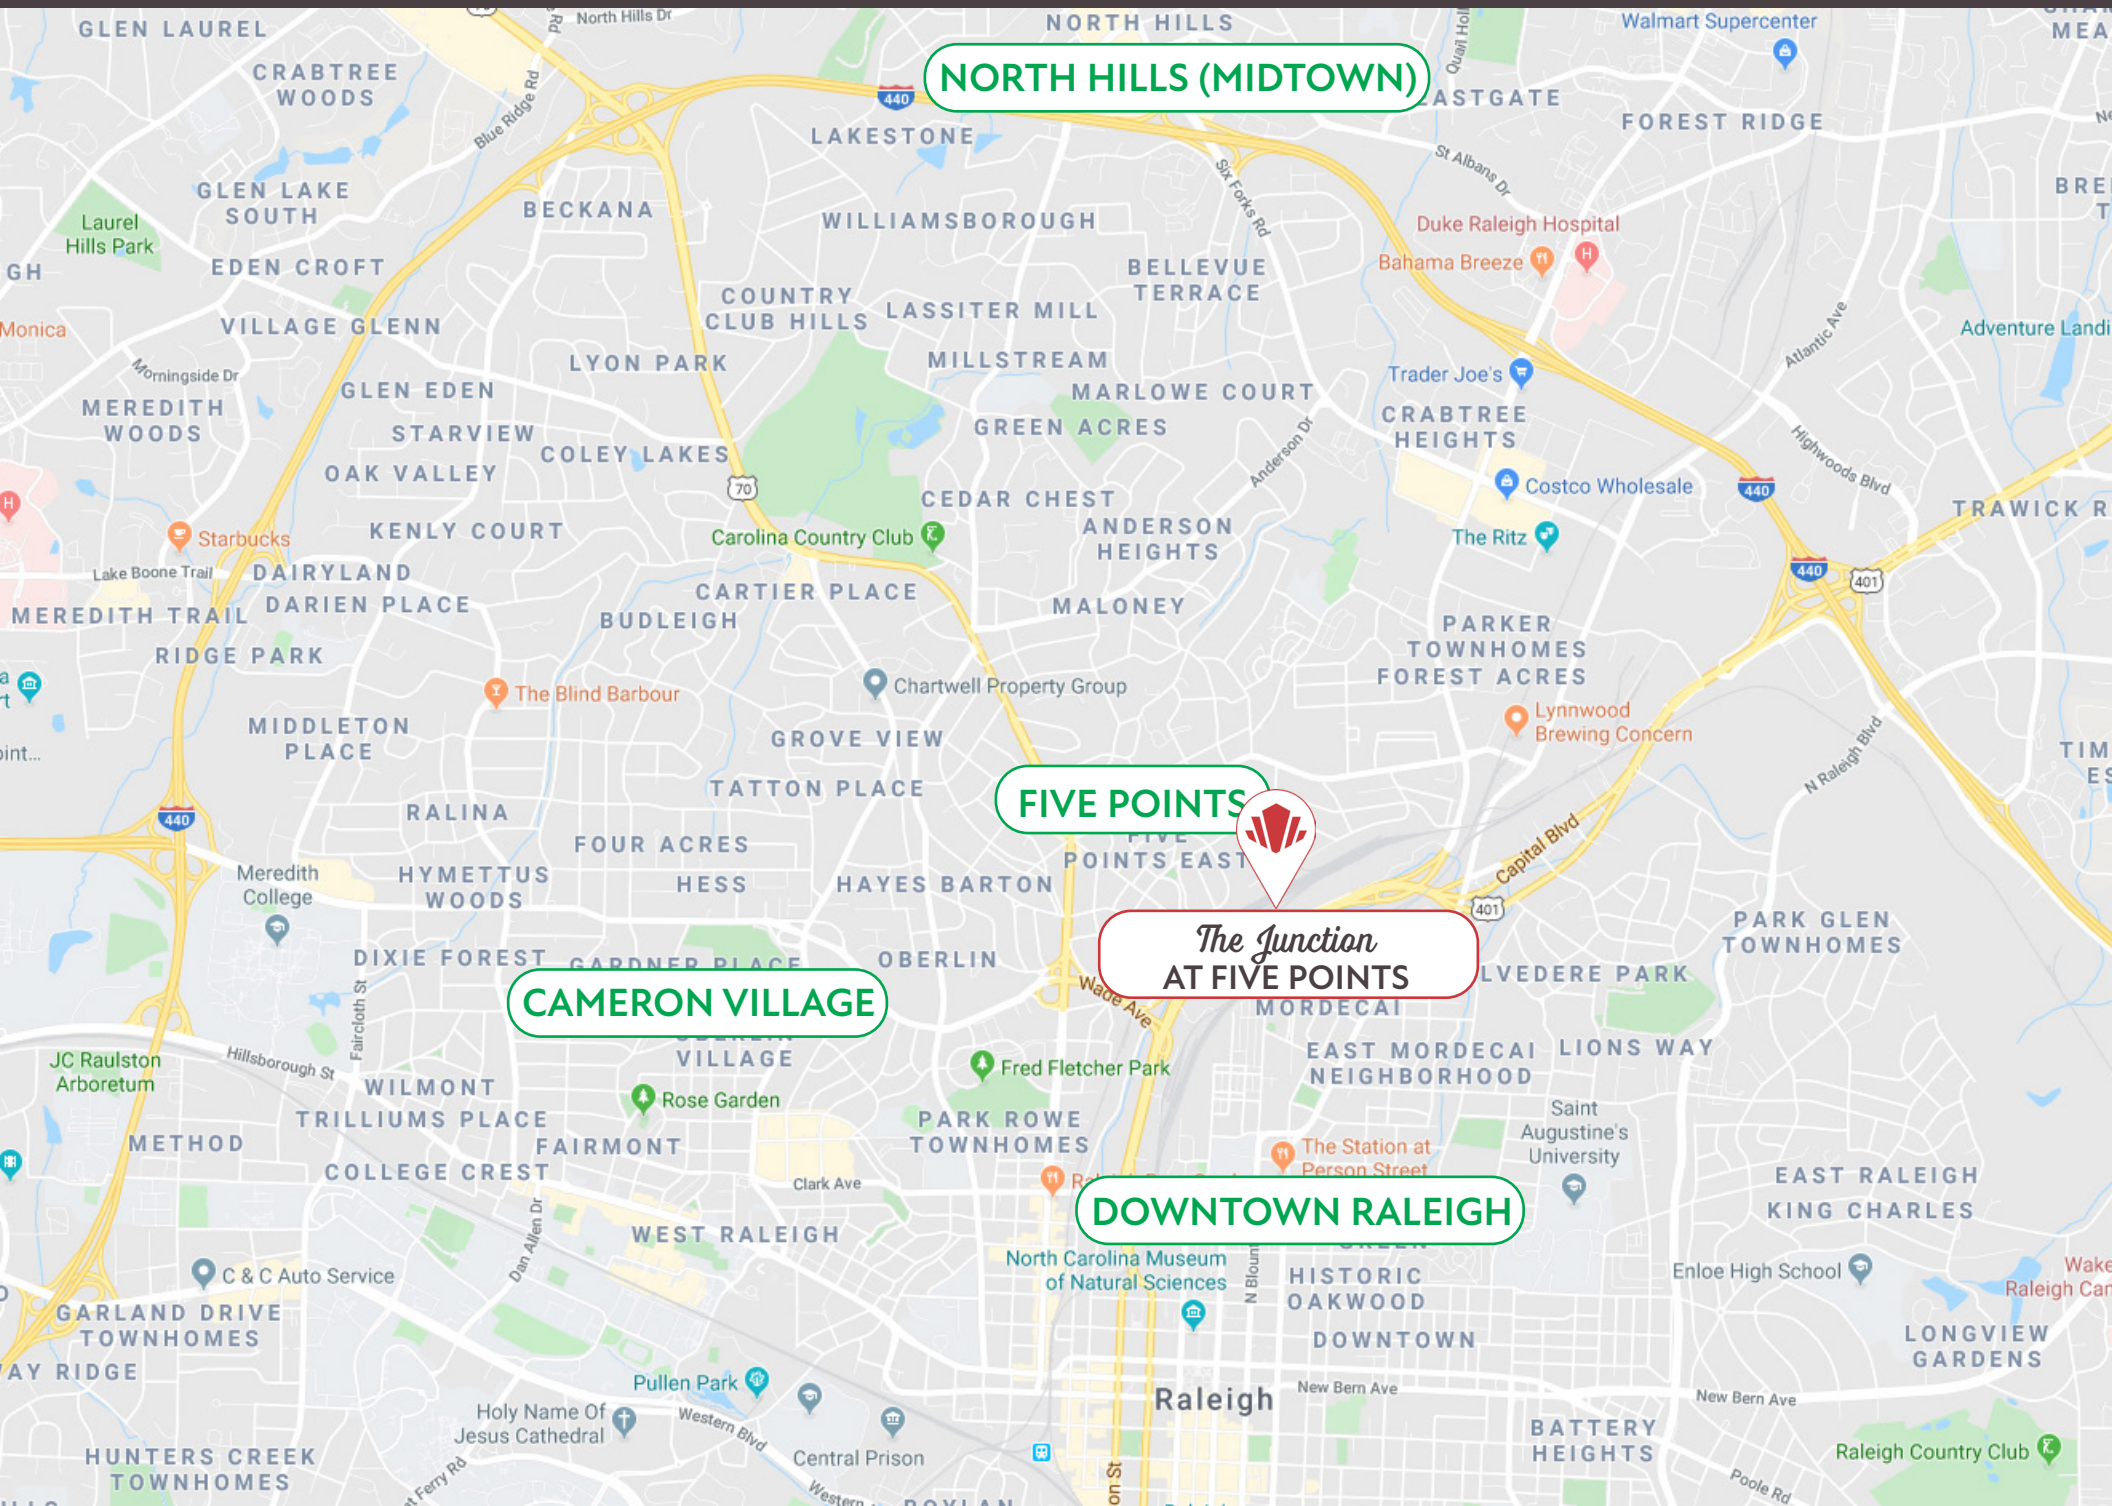 North Hills Dr
NORTH HILLS
Walmart Supercenter
GLEN LAUREL
NORTH HILLS (MIDTOWN)
CRABTREE
WOODS
440
Blue Ridge Rd
LAKESTONE
FOREST RIDGE
St Albans Dr
GLEN LAKE
SOUTH
BECKANA
WILLIAMSBOROUGH
Six Forks Rd
Laurel
Hills Park
Duke Raleigh Hospital
H
Bahama Breeze
EDEN CROFT
BELLEVUE
TERRACE
COUNTRY
CLUB HILLS
LASSITER MILL
VILLAGE GLENN
Monica
Atlantic Ave
LYON PARK
MILLSTREAM
Morningside Dr
Trader Joe's
GLEN EDEN
MARLOWE COURT
MEREDITH
WOODS
CRABTREE
HEIGHTS
STARVIEW
GREEN ACRES
Anderson Dr
COLEY LAKES
OAK VALLEY
Highwoods Blvd
70
Costco Wholesale
440
CEDAR CHEST
H
ANDERSON
HEIGHTS
Starbucks
KENLY COURT
Carolina Country Club
The Ritz
Lake Boone Trail
DAIRYLAND
440
401
CARTIER PLACE
DARIEN PLACE
MALONEY
MEREDITH TRAIL
BUDLEIGH
PARKER
TOWNHOMES
RIDGE PARK
FOREST ACRES
The Blind Barbour
Chartwell Property Group
Lynnwood
Brewing Concern
MIDDLETON
PLACE
GROVE VIEW
N Raleigh Blvd
TATTON PLACE
FIVE POINTS
RALINA
440
FIVE
POINTS EAST
FOUR ACRES
Capital Blvd
Meredith
College
HYMETTUS
WOODS
HESS
HAYES BARTON
401
PARK GLEN
TOWNHOMES
The Junction
AT FIVE POINTS
DIXIE FOREST
GARDNER PLACE
OBERLIN
Wade Ave
CAMERON VILLAGE
MORDECAI
Faircloth St
VILLAGE
EAST MORDECAI
NEIGHBORHOOD
LIONS WAY
JC Raulston
Arboretum
Hillsborough St
Fred Fletcher Park
WILMONT
Rose Garden
TRILLIUMS PLACE
PARK ROWE
TOWNHOMES
Saint
Augustine's
University
METHOD
FAIRMONT
The Station at
Person Street
COLLEGE CREST
Clark Ave
EAST RALEIGH
DOWNTOWN RALEIGH
KING CHARLES
Dan Allen Dr
WEST RALEIGH
North Carolina Museum
of Natural Sciences
N Blount
C & C Auto Service
HISTORIC
OAKWOOD
Enloe High School
Wake
GARLAND DRIVE
TOWNHOMES
DOWNTOWN
LONGVIEW
GARDENS
Pullen Park
Raleigh
New Bern Ave
New Bern Ave
Holy Name Of
Jesus Cathedral
Western Blvd
Central Prison
BATTERY
HEIGHTS
Raleigh Country Club
HUNTERS CREEK
TOWNHOMES
Poole Rd